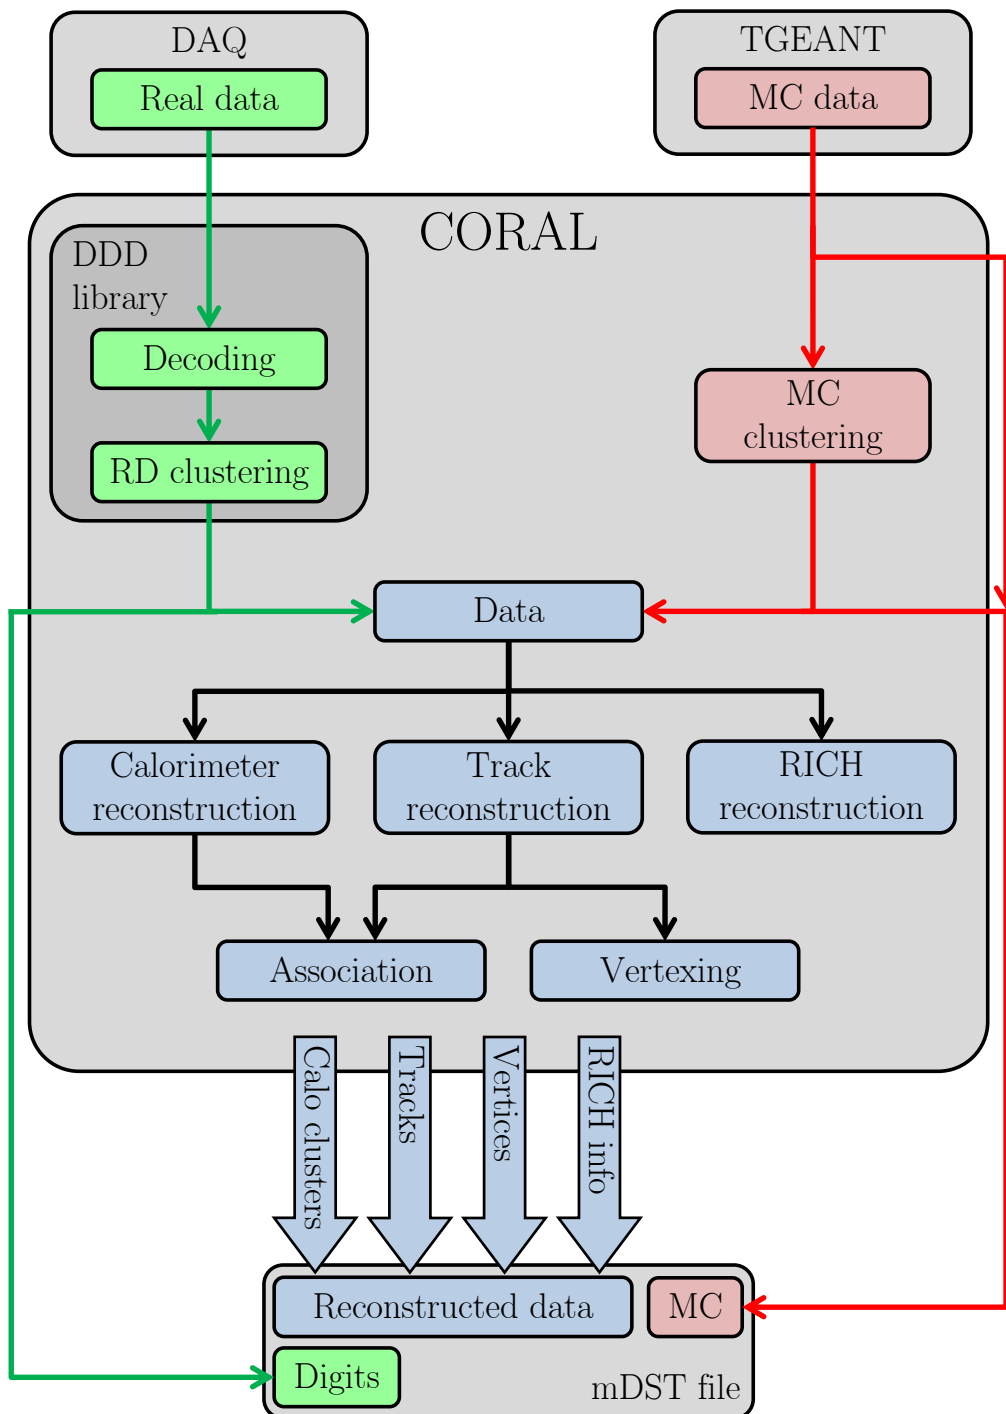 DAQ
Real data
TGEANT
MC data
CORAL
DDD
library
Decoding
RD clustering
MC
clustering
Data
Calorimeter
reconstruction
Track
reconstruction
RICH
reconstruction
Association
Vertexing
Calo clusters
Tracks
Vertices
RICH info
Reconstructed data
MC
Digits
mDST file